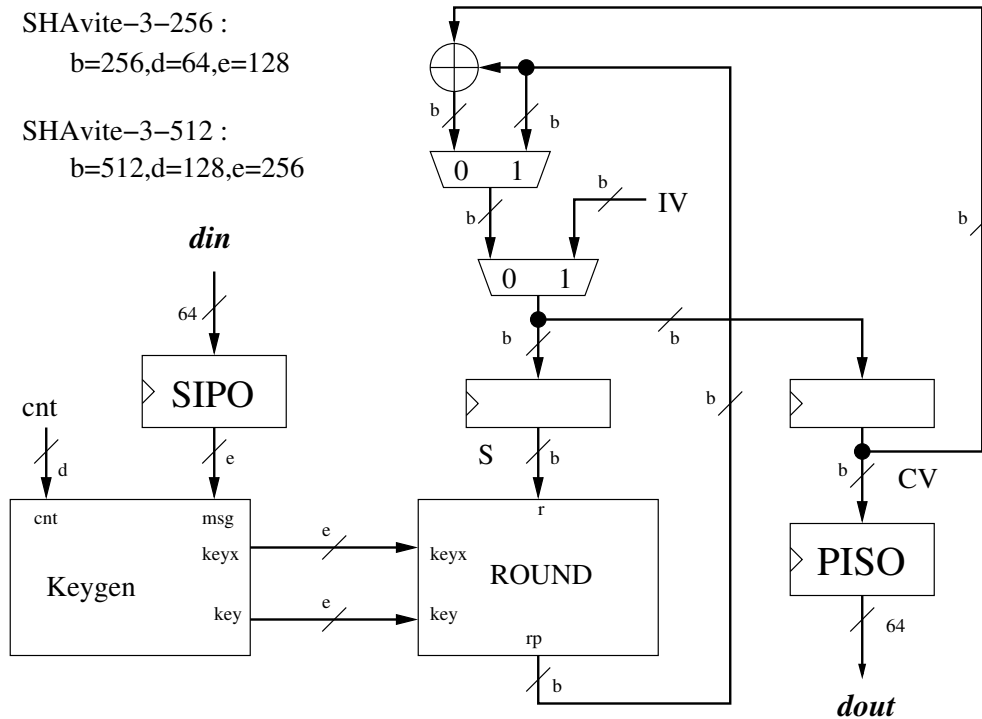 SHAvite−3−256 :
b=256,d=64,e=128
SHAvite−3−512 :
b=512,d=128,e=256
b
b
0 1
b
b
IV
b
din
0 1
64
b
b
b
SIPO
cnt
d
e
S
b
b
CV
cnt
msg
r
keyx
e
keyx
Keygen
ROUND
PISO
key
e
key
rp
64
b
dout